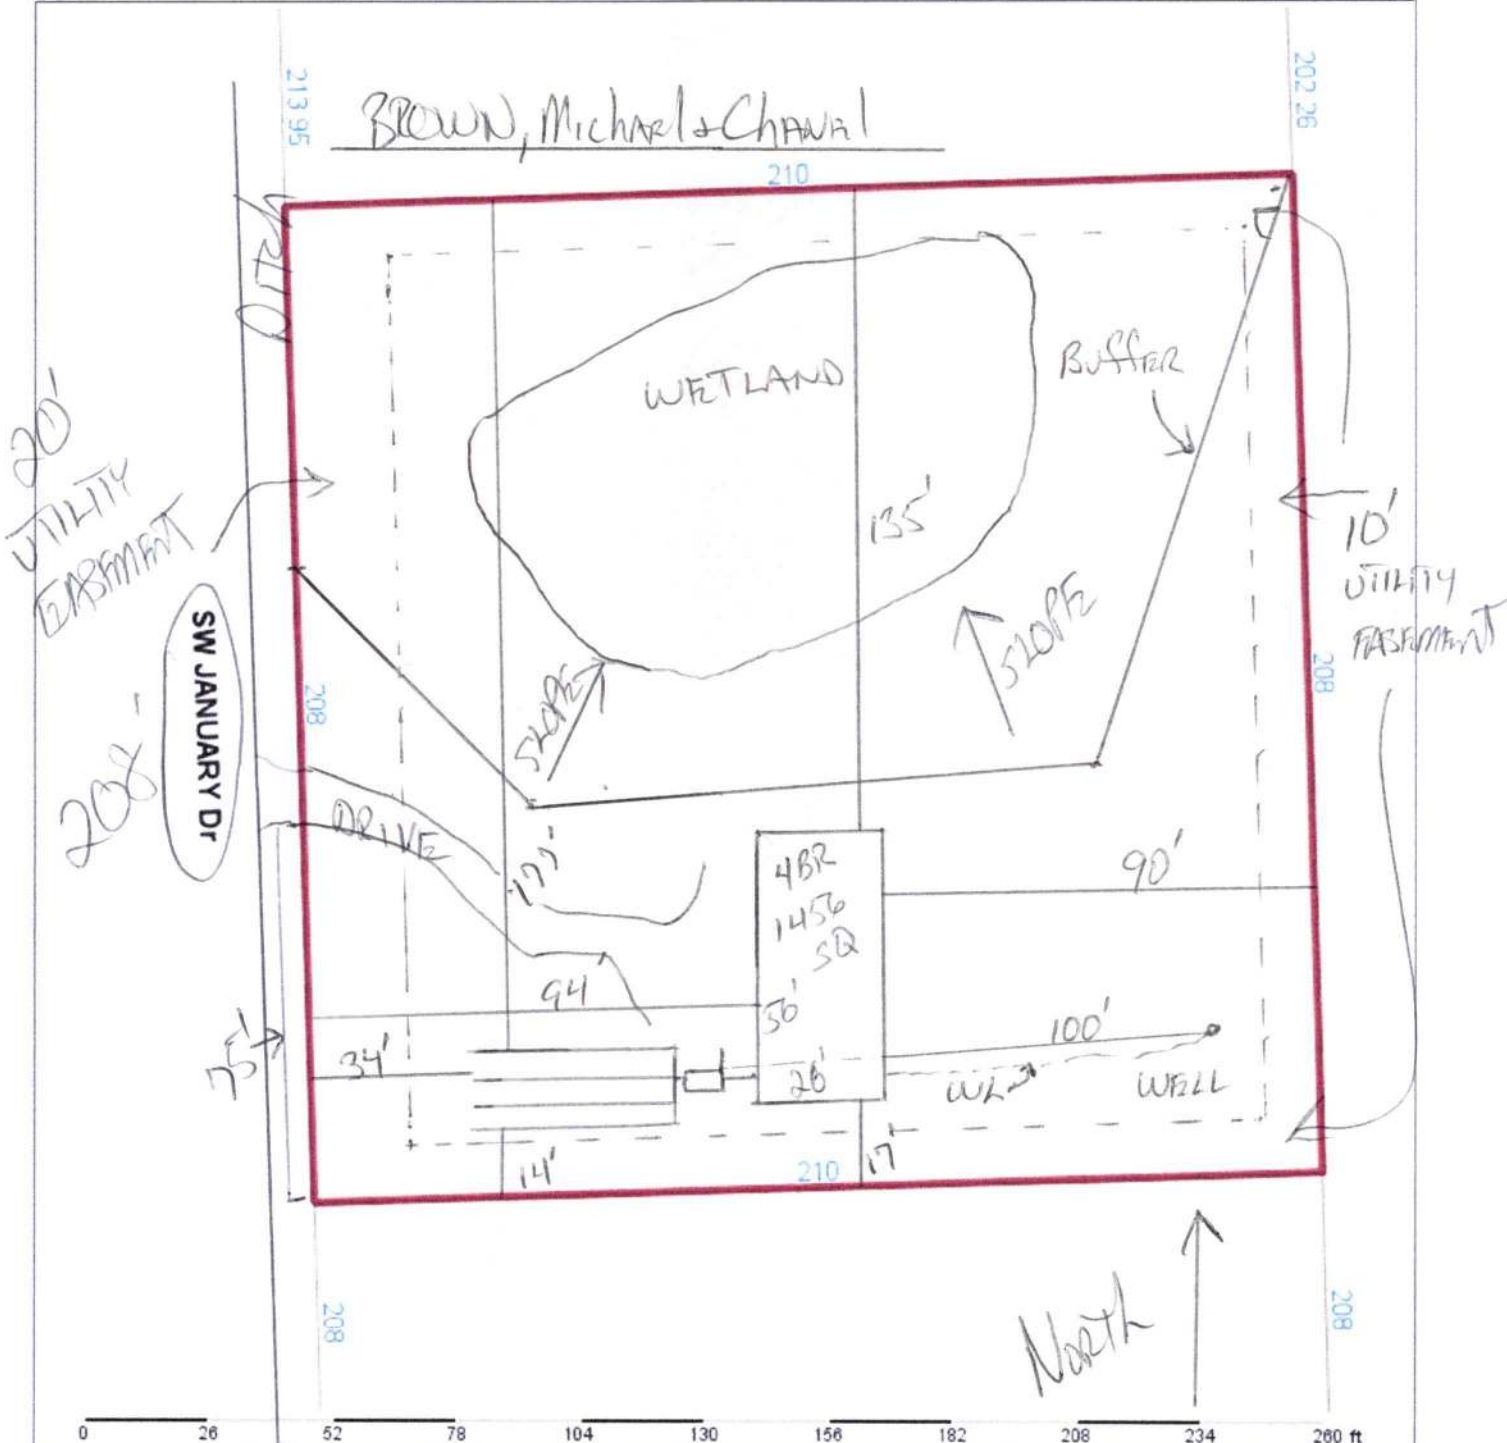 213 95
202 26
BROWN, Michael & Chanel
210
DITCH
WETLAND
BUFFER
20'
UTILITY
EASEMENT
135'
10'
UTILITY
EASEMENT
SLOPE
SLOPE
SW JANUARY Dr
208
208
208'
DRIVE
177'
4BR
1456
SQ
90'
94
56'
100'
75'
34'
26'
WL
WELL
14'
210
17'
208
208
North
0 26 52 78 104 130 156 182 208 234 260 ft